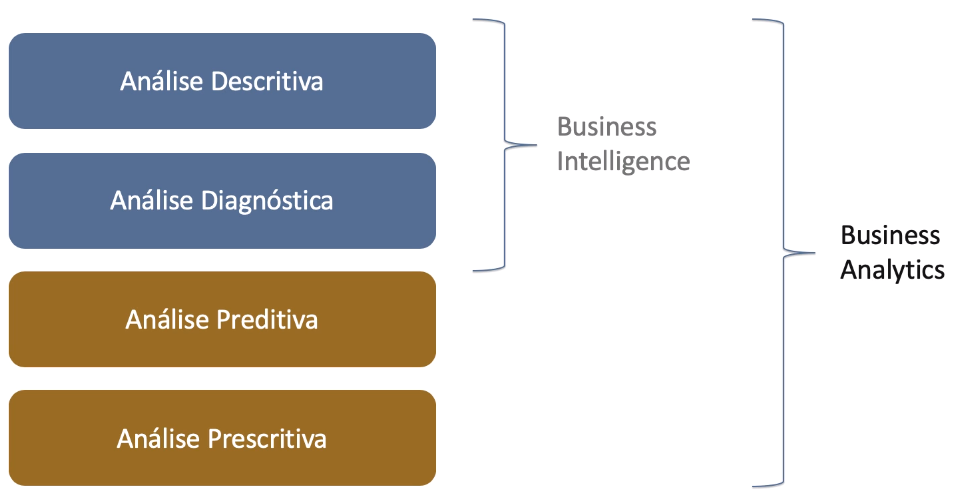 Análise Descritiva
Análise Diagnóstica
Análise Preditiva
Análise Prescritiva
Business
Intelligence
Business
Analytics